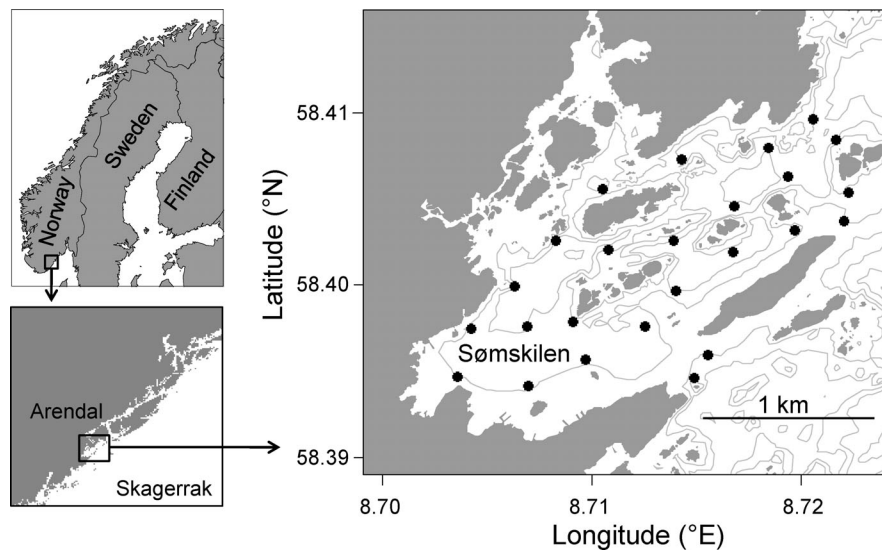 Norway
Sweden
Finland
Arendal
Skagerrak
Latitude (°N)
58.41
58.40
58.39
Sømskilen
1 km
8.70
8.71
8.72
Longitude (°E)